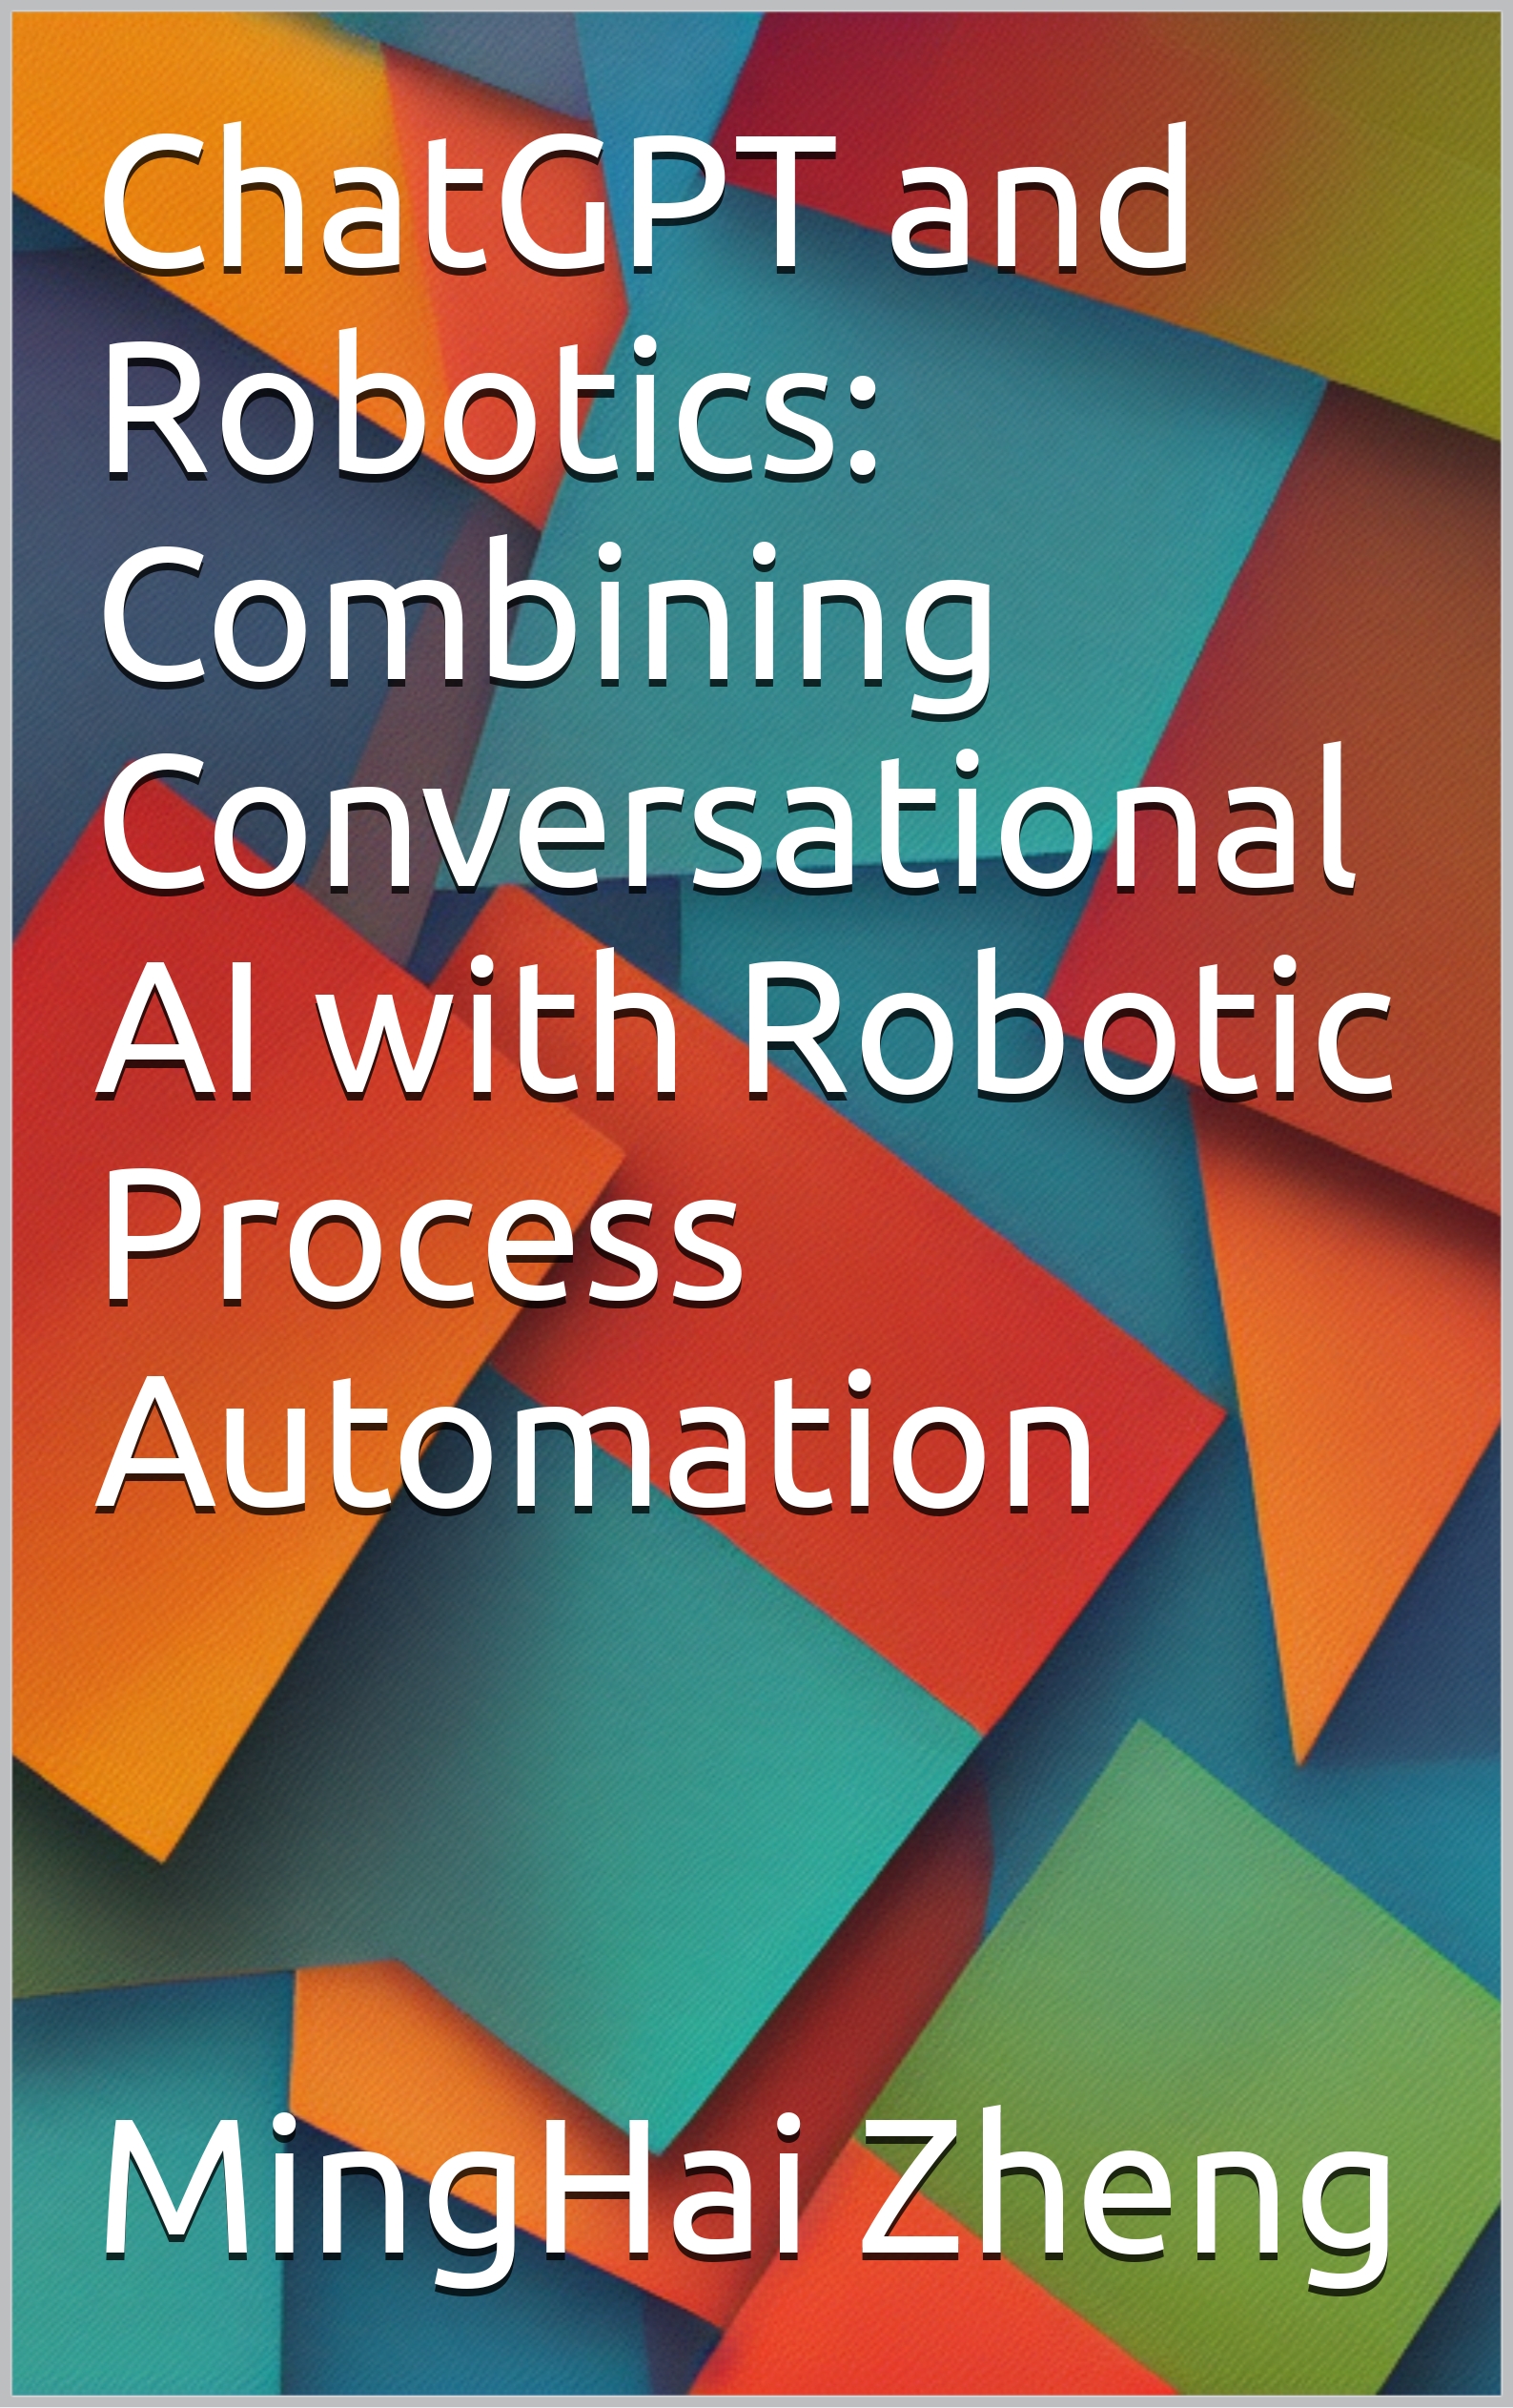 ChatGPT and
Robotics:
Combining
Conversational
AI with Robotic
Process
Automation
MingHai Zheng